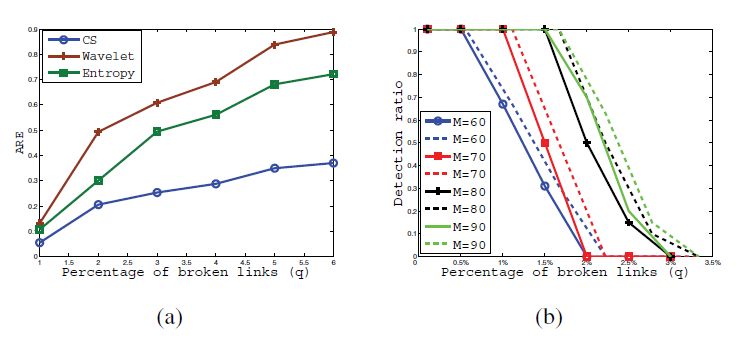 0.9
0.8
0.7
0.6
0.5
0.4
0.3
0.2
0.1
0
ARE
CS
Wavelet
Entropy
1 1.5 2 2.5 3 3.5 4 4.5 5 5.5 6
Percentage of broken links (q)
(a)
1
0.9
0.8
0.7
0.6
0.5
0.4
0.3
0.2
0.1
0
Detection ratio
M=60
M=60
M=70
M=70
M=80
M=80
M=90
M=90
0 0.5% 1% 1.5% 2% 2.5% 3% 3.5%
Percentage of broken links (q)
(b)